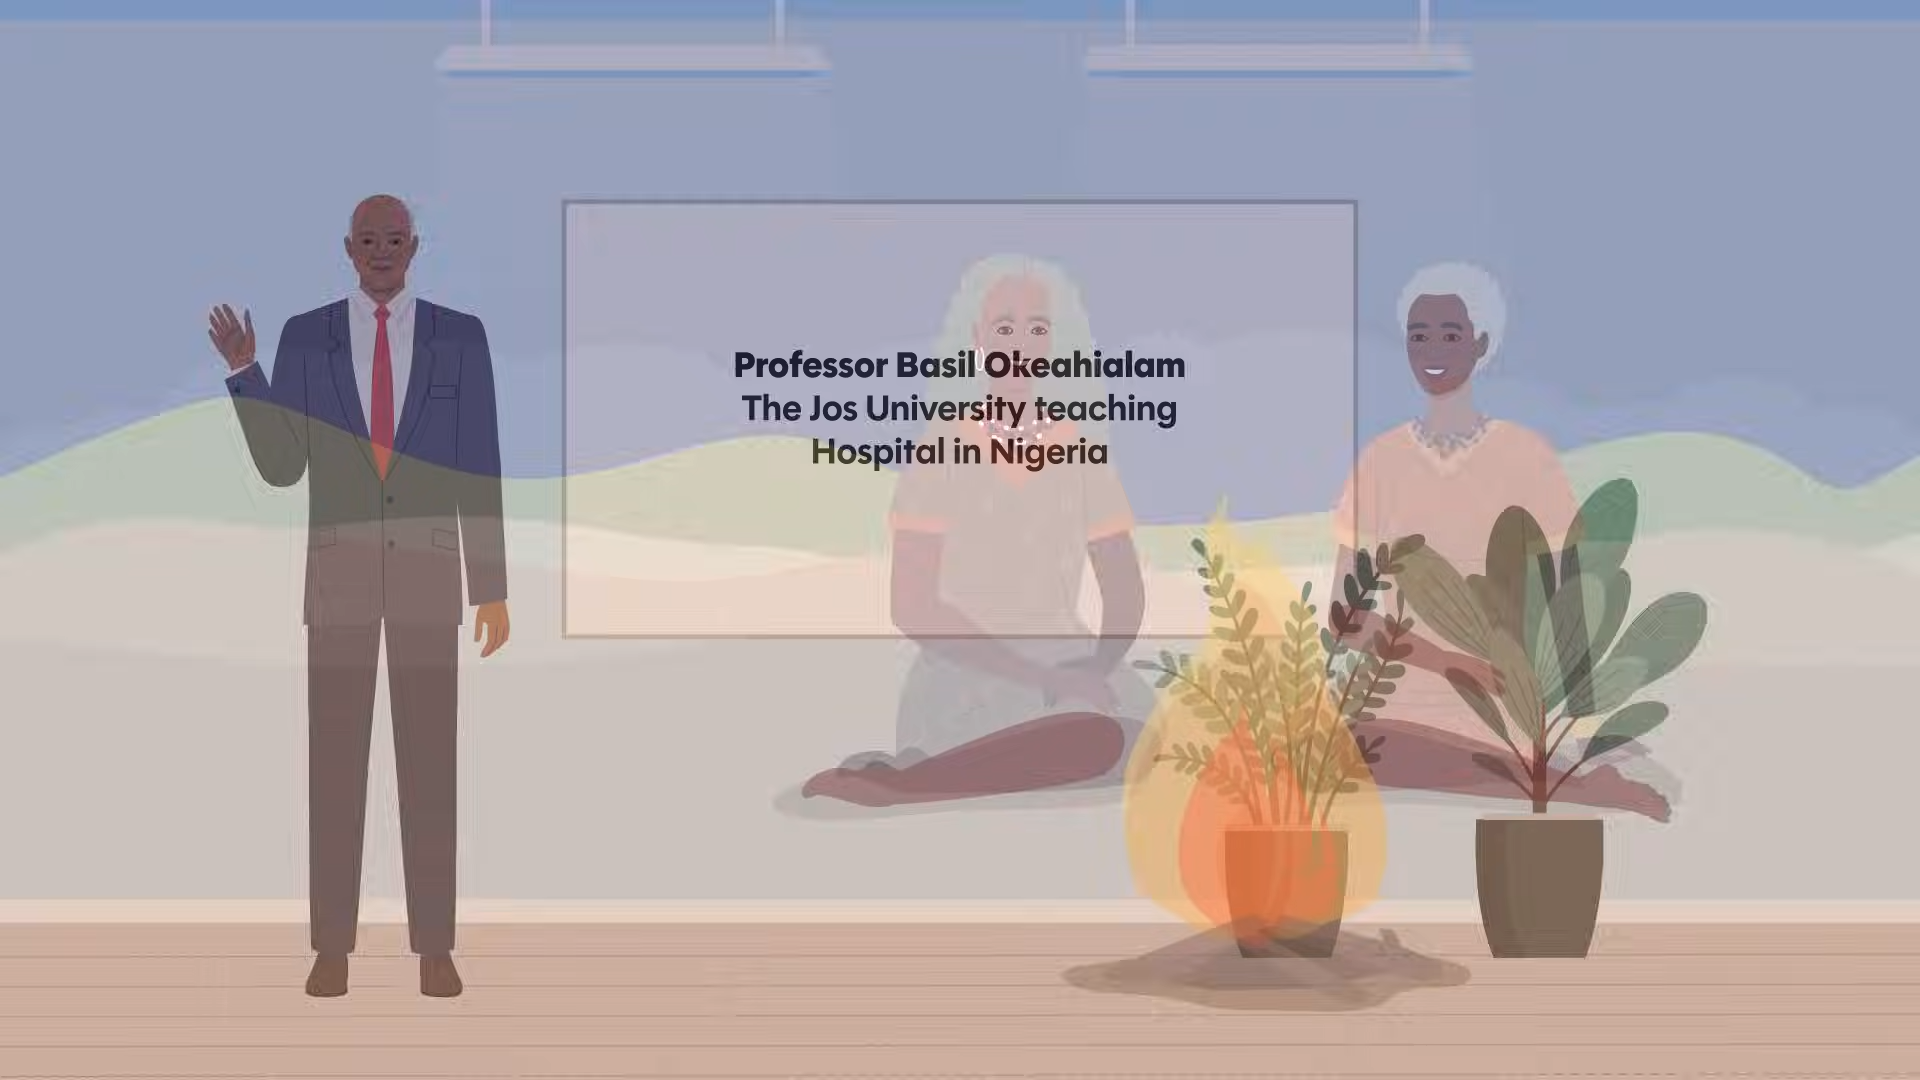 Professor Basil Okeahialam
The Jos University teaching
Hospital in Nigeria